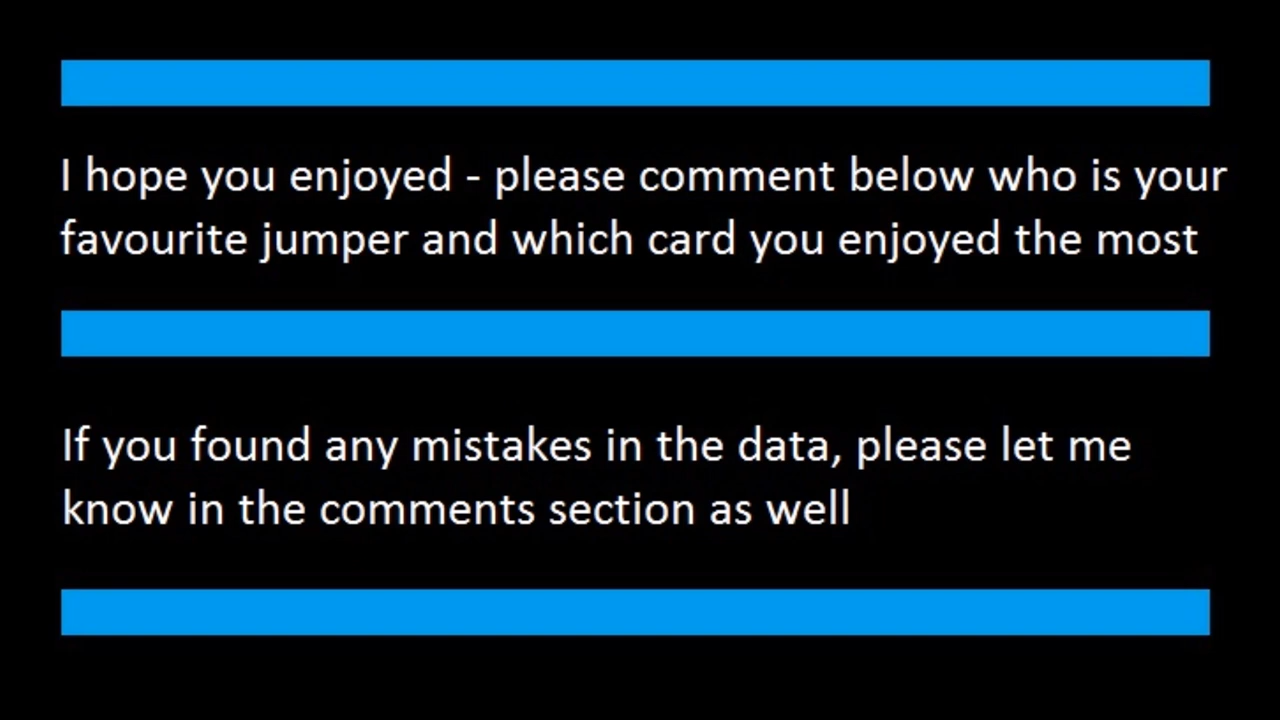 I hope you enjoyed - please comment below who is your
favourite jumper and which card you enjoyed the most
If you found any mistakes in the data, please let me
know in the comments section as well